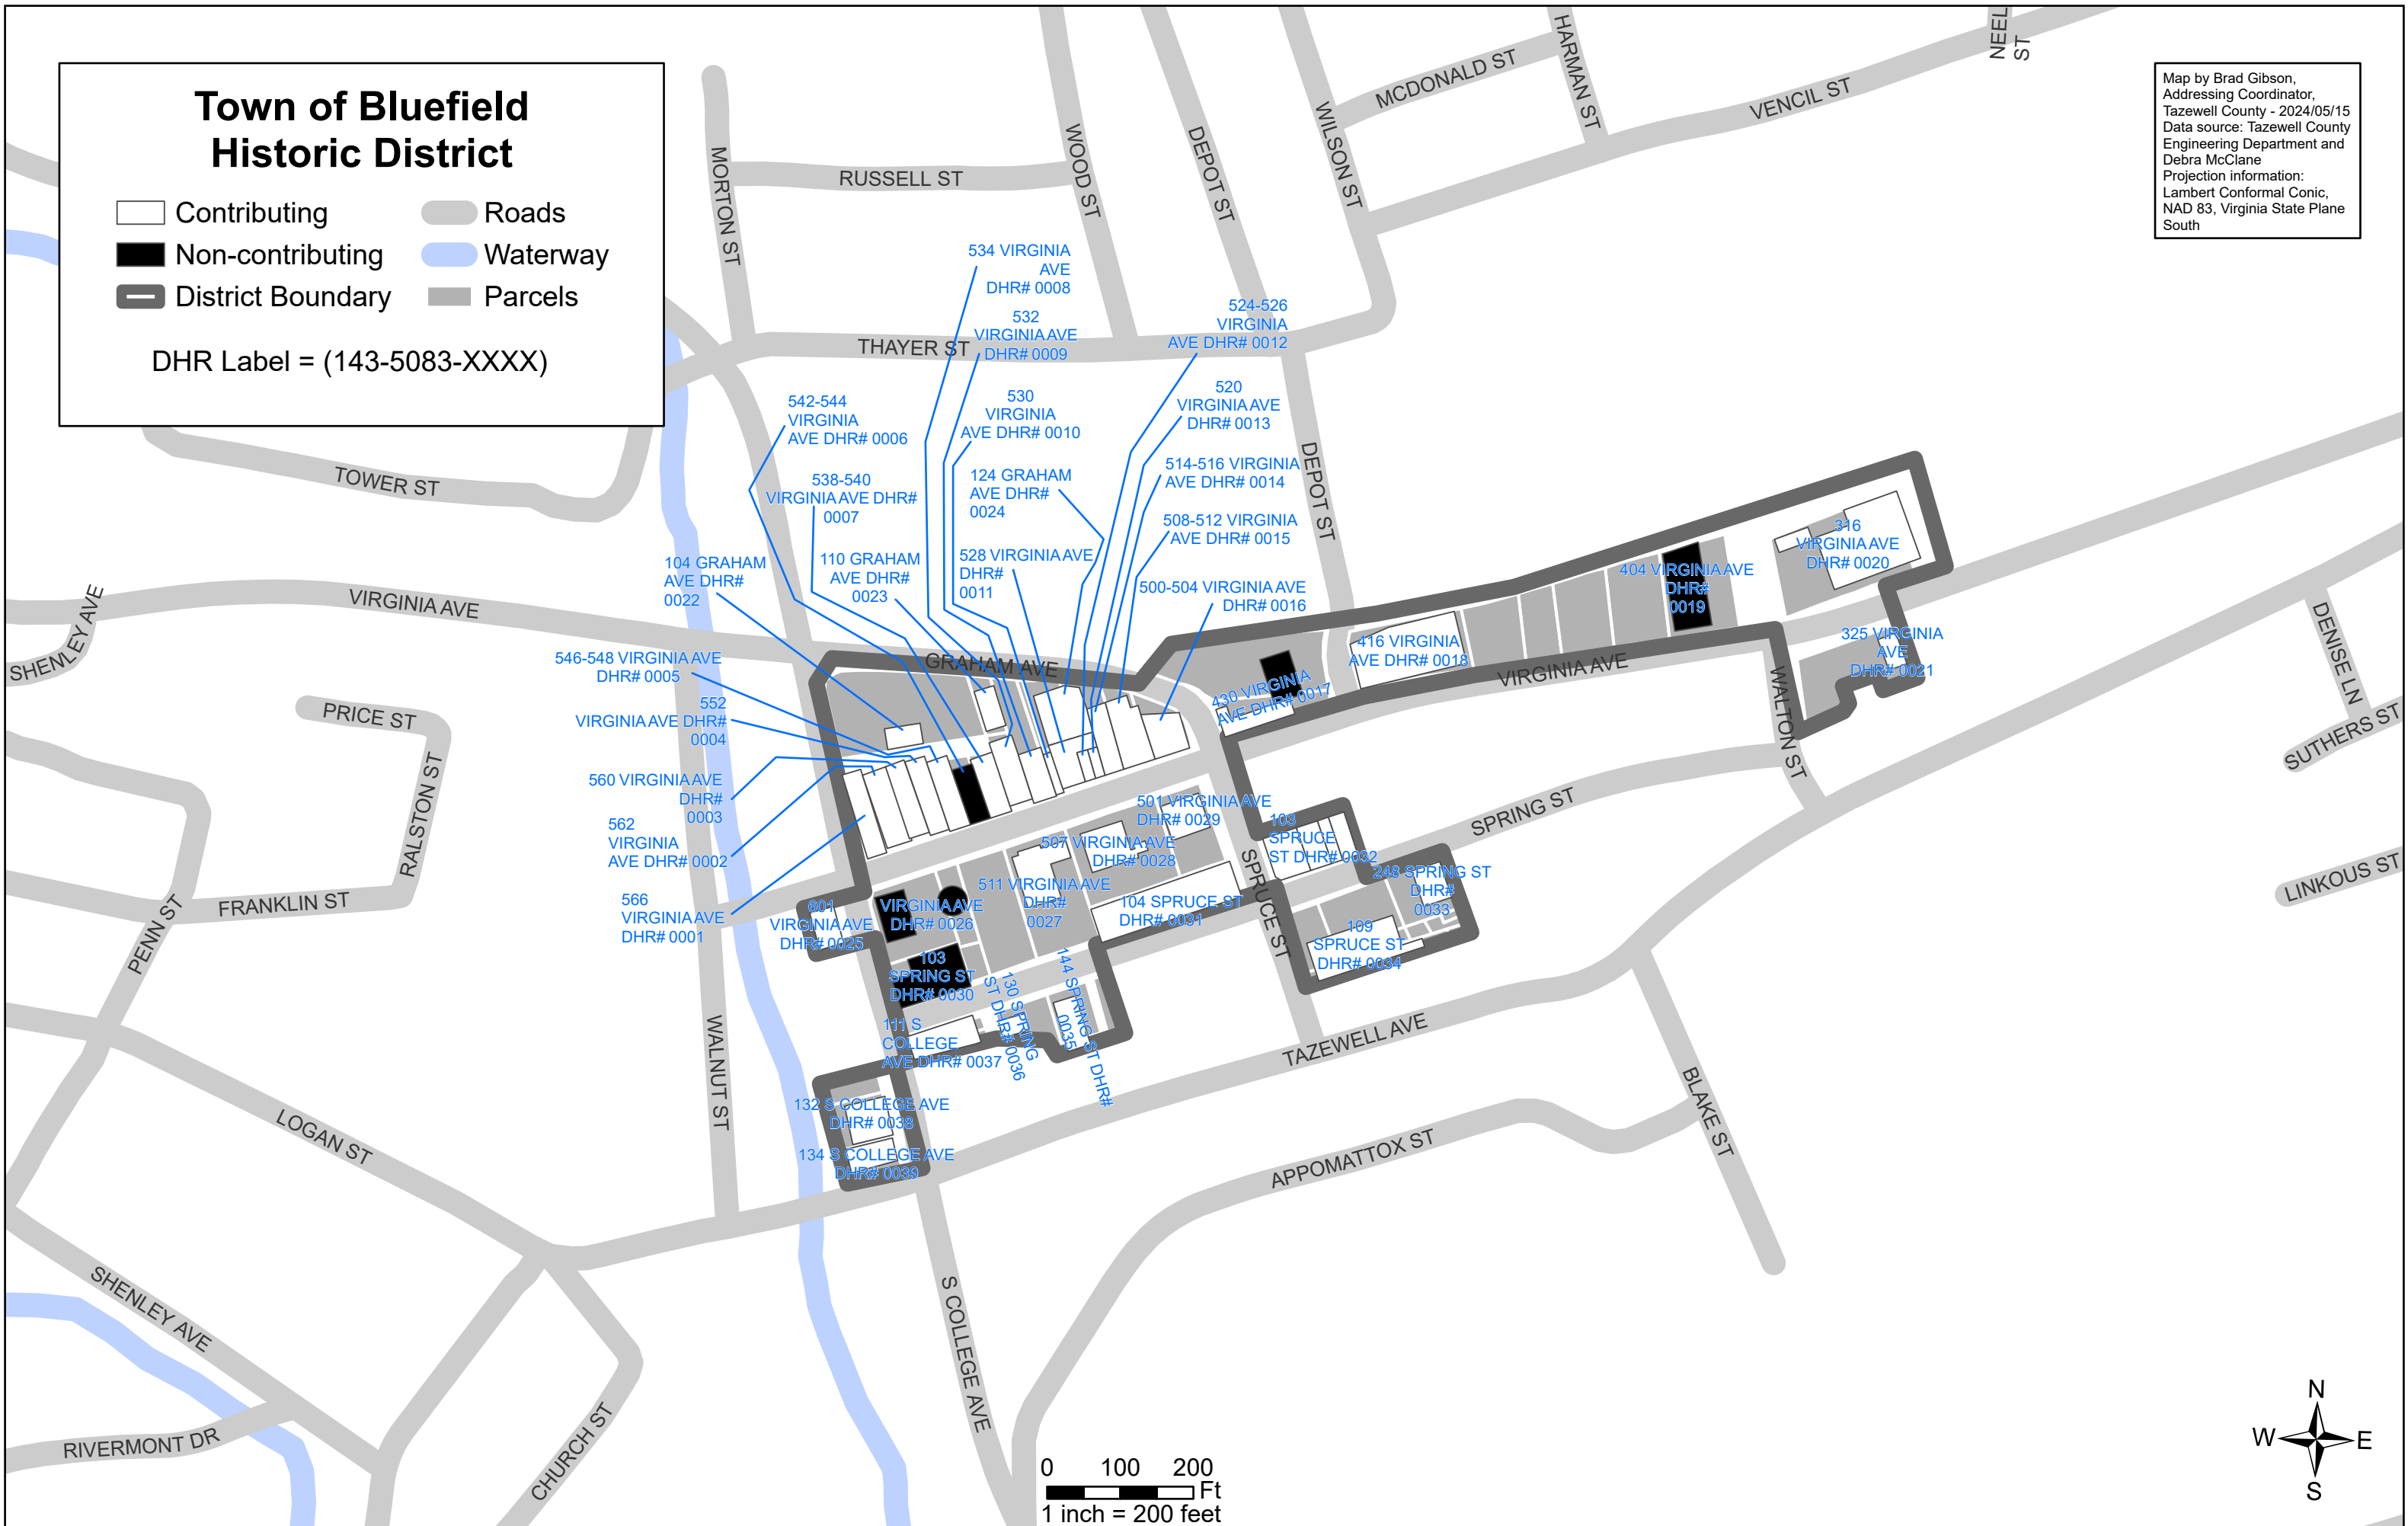 Town of Bluefield
Historic District
Contributing
Non-contributing
District Boundary
Roads
Waterway
Parcels
DHR Label = (143-5083-XXXX)
Map by Brad Gibson,
Addressing Coordinator,
Tazewell County - 2024/05/15
Data source: Tazewell County
Engineering Department and
Debra McClane
Projection information:
Lambert Conformal Conic,
NAD 83, Virginia State Plane
South
NEEL
ST
HARMAN ST
MCDONALD ST
VENCIL ST
WILSON ST
DEPOT ST
WOOD ST
MORTON ST
RUSSELL ST
THAYER ST
534 VIRGINIA
AVE
DHR# 0008
532
VIRGINIA AVE
DHR# 0009
524-526
VIRGINIA
AVE DHR# 0012
542-544
VIRGINIA
AVE DHR# 0006
530
VIRGINIA
AVE DHR# 0010
520
VIRGINIA AVE
DHR# 0013
538-540
VIRGINIA AVE DHR#
0007
124 GRAHAM
AVE DHR#
0024
514-516 VIRGINIA
AVE DHR# 0014
508-512 VIRGINIA
AVE DHR# 0015
DEPOT ST
104 GRAHAM
AVE DHR#
0022
110 GRAHAM
AVE DHR#
0023
528 VIRGINIA AVE
DHR#
0011
500-504 VIRGINIA AVE
DHR# 0016
TOWER ST
VIRGINIA AVE
SHENLEY AVE
316
VIRGINIA AVE
DHR# 0020
404 VIRGINIA AVE
DHR#
0019
416 VIRGINIA
AVE DHR# 0018
325 VIRGINIA
AVE
DHR# 0021
430 VIRGINIA
AVE DHR# 0017
VIRGINIA AVE
GRAHAM AVE
546-548 VIRGINIA AVE
DHR# 0005
552
VIRGINIA AVE DHR#
0004
560 VIRGINIA AVE
DHR#
0003
562
VIRGINIA
AVE DHR# 0002
566
VIRGINIA AVE
DHR# 0001
PRICE ST
RALSTON ST
FRANKLIN ST
PENN ST
WALTON ST
DENISE LN
SUTHERS ST
LINKOUS ST
SPRING ST
501 VIRGINIA AVE
DHR# 0029
507 VIRGINIA AVE
DHR# 0028
511 VIRGINIA AVE
DHR#
0027
104 SPRUCE ST
DHR# 0031
103
SPRUCE
ST DHR# 0032
248 SPRING ST
DHR#
0033
109
SPRUCE ST
DHR# 0034
SPRUCE ST
601
VIRGINIA AVE
DHR# 0025
VIRGINIA AVE
DHR# 0026
103
SPRING ST
DHR# 0030
130 SPRING
ST DHR# 0036
144 SPRING ST DHR#
0035
111 S
COLLEGE
AVE DHR# 0037
132 S COLLEGE AVE
DHR# 0038
134 S COLLEGE AVE
DHR# 0039
WALNUT ST
TAZEWELL AVE
BLAKE ST
APPOMATTOX ST
LOGAN ST
SHENLEY AVE
RIVERMONT DR
CHURCH ST
S COLLEGE AVE
0 100 200
Ft
1 inch = 200 feet
N
W E
S